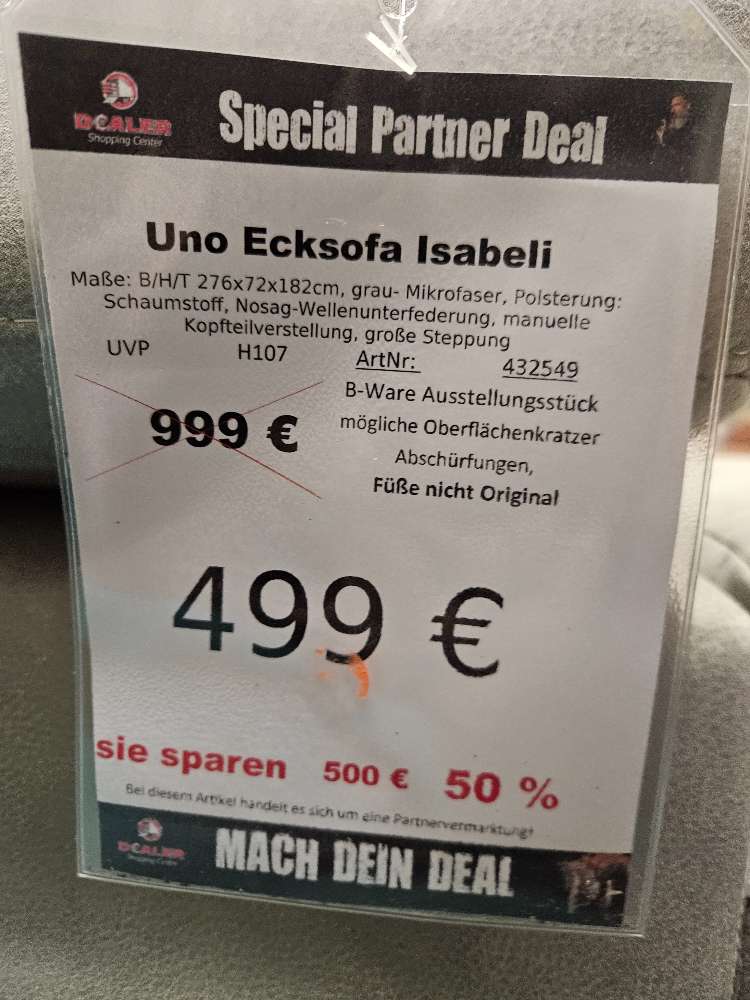 DEALER
Shopping Center
Special Partner Deal
Uno Ecksofa Isabeli
Maße: B/H/T 276x72x182cm, grau- Mikrofaser, Polsterung:
Schaumstoff, Nosag-Wellenunterfederung, manuelle
Kopfteilverstellung, große Steppung
UVP H107 ArtNr: 432549
B-Ware Ausstellungsstück
999 € mögliche Oberflächenkratzer
Abschürfungen,
Füße nicht Original
499 €
sie sparen 500 € 50 %
Bei diesem Artikel handelt es sich um eine Partnervermarktung!
DEALER
Shopping Center
MACH DEIN DEAL